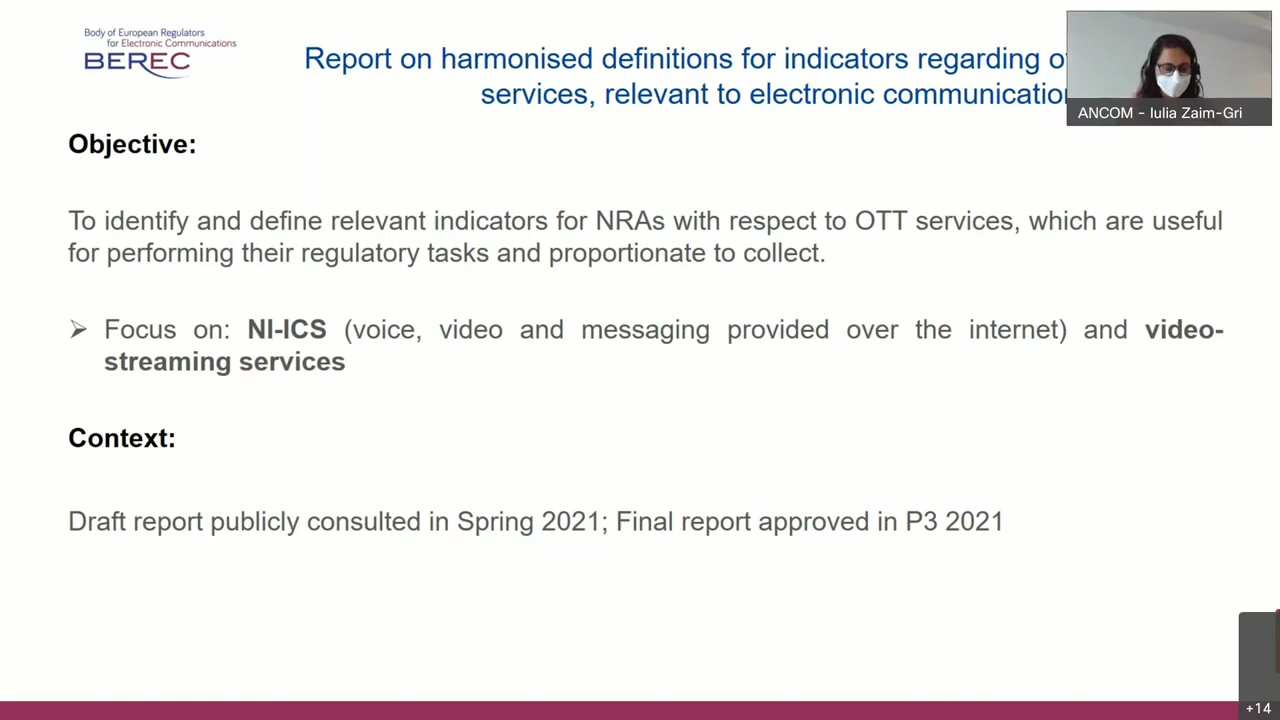 Body of European Regulators
for Electronic Communications
BEREC
Report on harmonised definitions for indicators regarding
services, relevant to electronic
ANCOM - Iulia Zaim-Gri
Objective:
To identify and define relevant indicators for NRAs with respect to OTT services, which are useful
for performing their regulatory tasks and proportionate to collect.
➢ Focus on: NI-ICS (voice, video and messaging provided over the internet) and video-
streaming services
Context:
Draft report publicly consulted in Spring 2021; Final report approved in P3 2021
+14